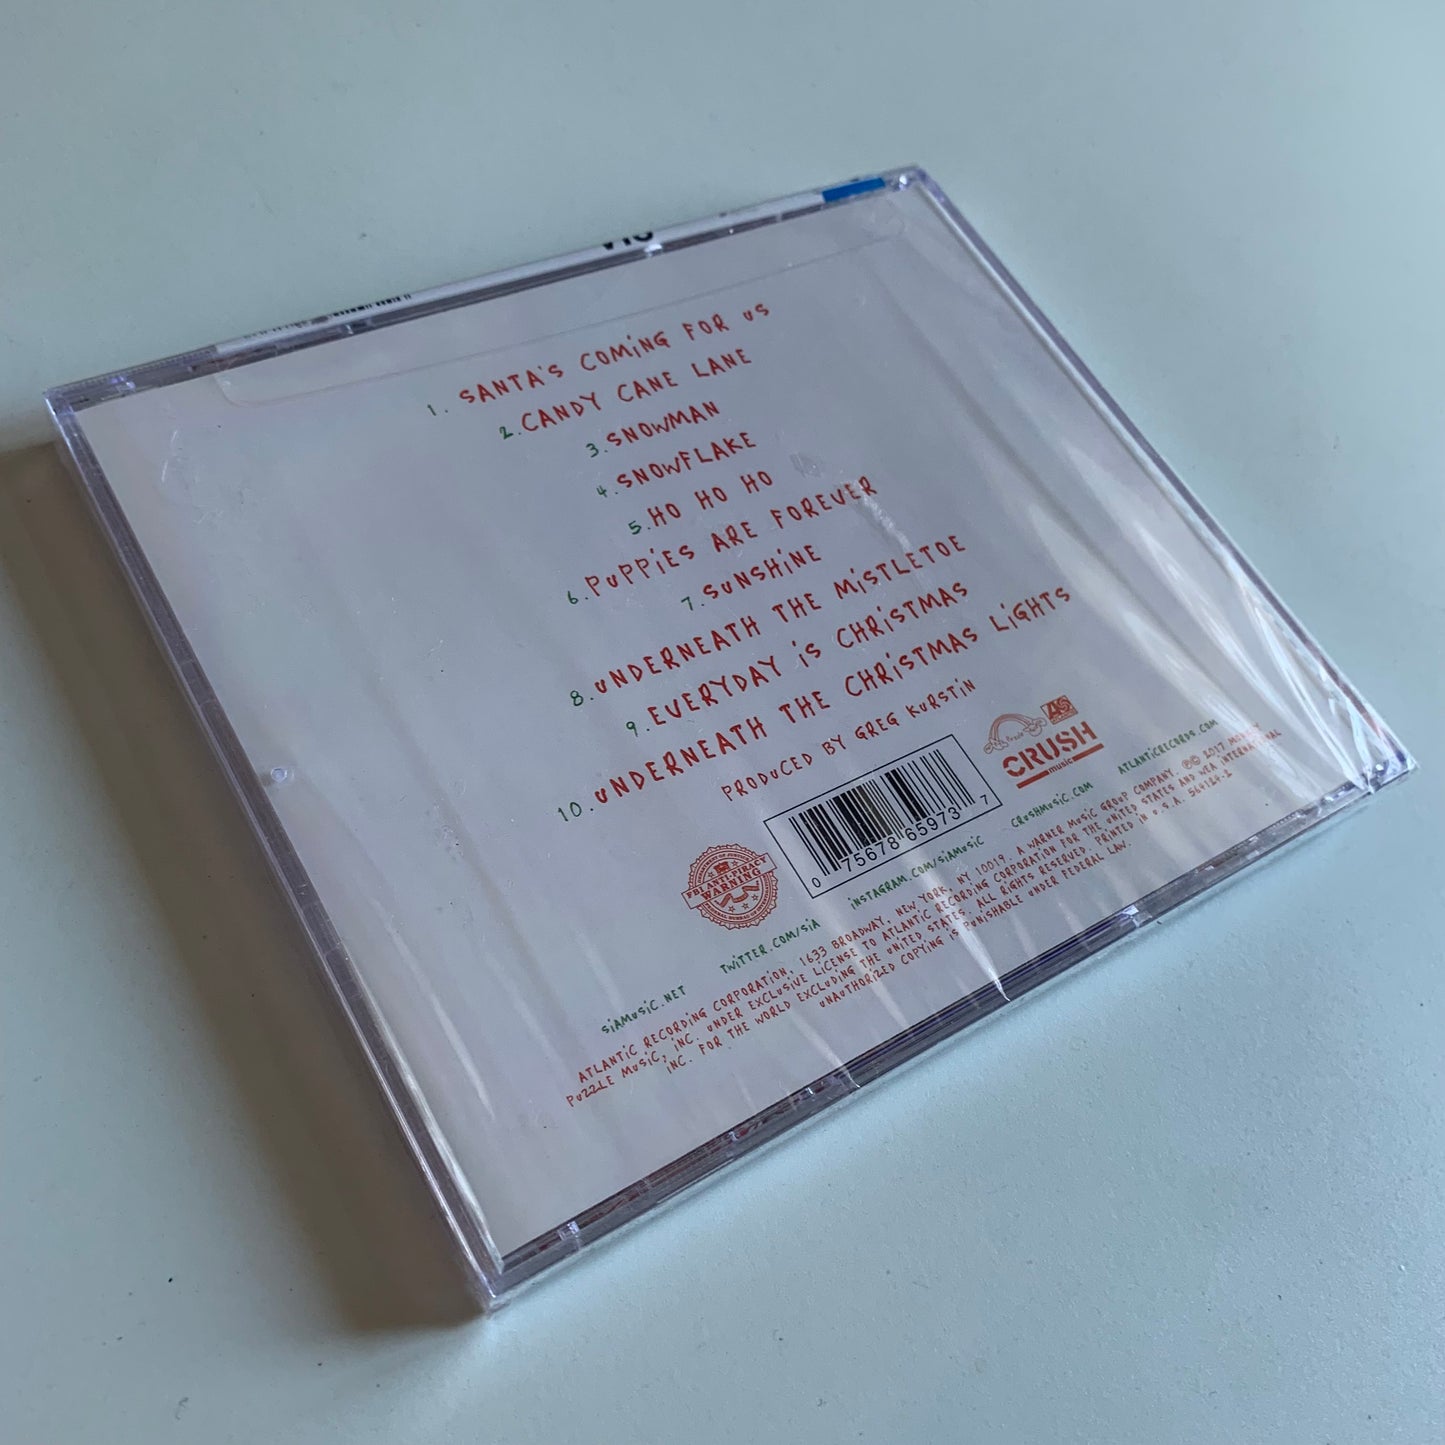 1. SANTA'S COMING FOR US
2. CANDY CANE LANE
3. SNOWMAN
4. SNOWFLAKE
5. HO HO HO
6. PUPPIES ARE FOREVER
7. SUNSHINE
8. UNDERNEATH THE MISTLETOE
9. EVERYDAY IS CHRISTMAS
10. UNDERNEATH THE CHRISTMAS LIGHTS
PRODUCED BY GREG KURSTIN
FBI ANTI-PIRACY
WARNING
0 75678 65973 7
CRUSH
music
SIAMUSIC.NET TWITTER.COM/SIA INSTAGRAM.COM/SIAMUSIC CRUSHMUSIC.COM ATLANTICRECORDS.COM
ATLANTIC RECORDING CORPORATION, 1633 BROADWAY, NEW YORK, NY 10019. A WARNER MUSIC GROUP COMPANY. ℗© 2017
PUZZLE MUSIC, INC. UNDER EXCLUSIVE LICENSE TO ATLANTIC RECORDING CORPORATION FOR THE UNITED STATES AND WEA INTERNATIONAL
INC. FOR THE WORLD EXCLUDING THE UNITED STATES. ALL RIGHTS RESERVED. PRINTED IN U.S.A. 564124-2
UNAUTHORIZED COPYING IS PUNISHABLE UNDER FEDERAL LAW.